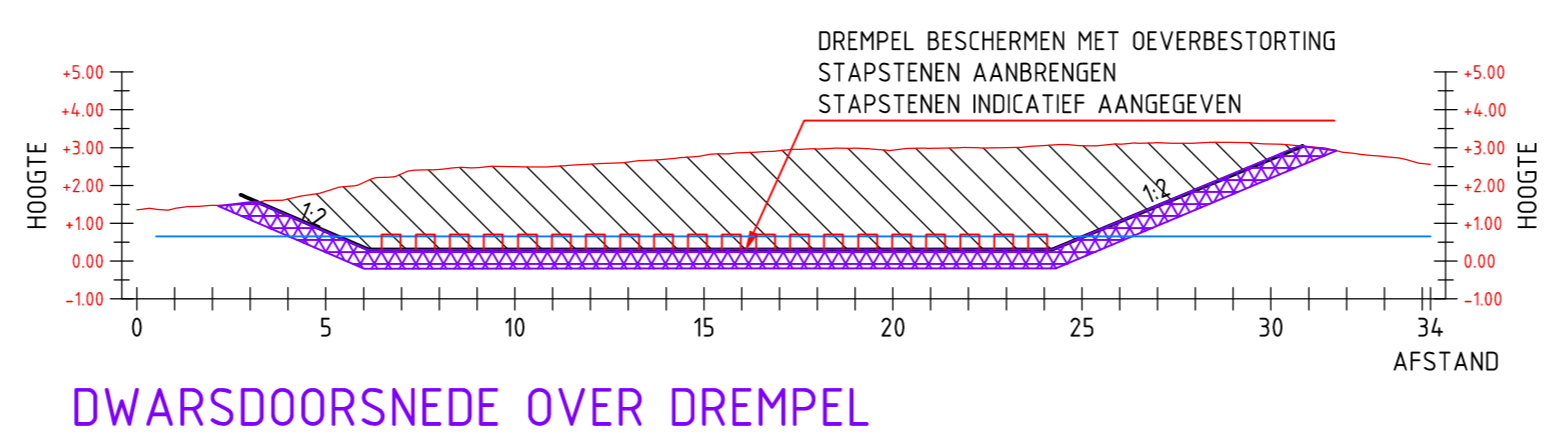 DREMPEL BESCHERMEN MET OEVERBESTORTING
STAPSTENEN AANBRENGEN
STAPSTENEN INDICATIEF AANGEGEVEN
HOOGTE
+5.00
+4.00
+3.00
+2.00
+1.00
0.00
-1.00
1:2
1:2
+5.00
+4.00
+3.00
+2.00
+1.00
0.00
-1.00
HOOGTE
0 5 10 15 20 25 30 34
AFSTAND
DWARSDOORSNEDE OVER DREMPEL